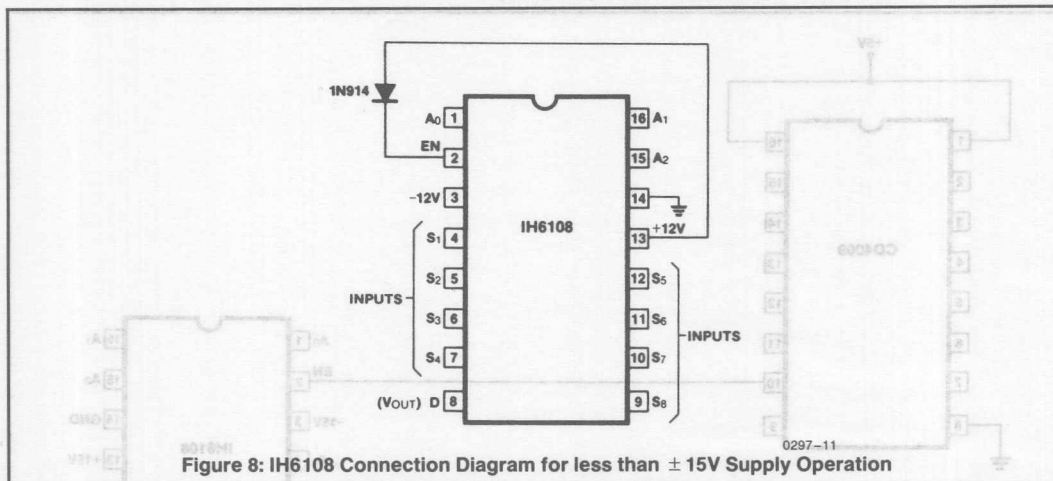 1N914
A0 1
EN 2
-12V 3
S1 4
S2 5
S3 6
S4 7
(VOUT) D 8
INPUTS
IH6108
16 A1
15 A2
14
13 +12V
12 S5
11 S6
10 S7
9 S8
INPUTS
0297-11
Figure 8: IH6108 Connection Diagram for less than ±15V Supply Operation